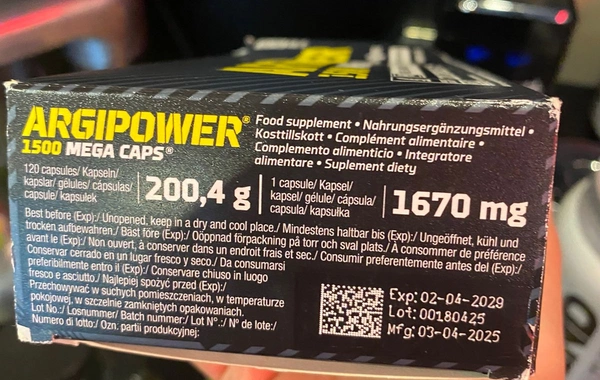 ARGIPOWER®
1500 MEGA CAPS®
Food supplement • Nahrungsergänzungsmittel •
Kosttillskott • Complément alimentaire •
Complemento alimenticio • Integratore
alimentare • Suplement diety
120 capsules/ Kapseln/
kapslar/ gélules/ cápsulas/
capsule/ kapsułek
200,4 g
1 capsule/ Kapsel/
kapsel/ gélule/ cápsula/
capsula/ kapsułka
1670 mg
Best before (Exp):/ Unopened, keep in a dry and cool place./ Mindestens haltbar bis (Exp):/ Ungeöffnet, kühl und
trocken aufbewahren./ Bäst före (Exp):/ Oöppnad förpackning på torr och sval plats./ À consommer de préférence
avant le (Exp):/ Non ouvert, à conserver dans un endroit frais et sec./ Consumir preferentemente antes del (Exp):/
Conservar cerrado en un lugar fresco y seco./ Da consumarsi
preferibilmente entro il (Exp):/ Conservare chiuso in luogo
fresco e asciutto./ Najlepiej spożyć przed (Exp):/
Przechowywać w suchych pomieszczeniach, w temperaturze
pokojowej, w szczelnie zamkniętych opakowaniach.
Lot No.:/ Losnummer/ Batch nummer:/ Lot N°.:/ Nº de lote:/
Numero di lotto:/ Ozn. partii produkcyjnej:
Exp: 02-04-2029
Lot: 00180425
Mfg: 03-04-2025